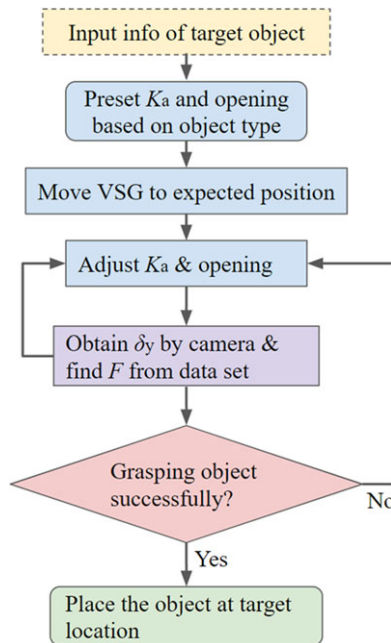 Input info of target object
Preset Ka and opening
based on object type
Move VSG to expected position
Adjust Ka & opening
Obtain δy by camera &
find F from data set
Grasping object
successfully?
No
Yes
Place the object at target
location